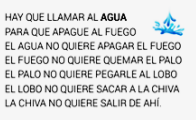 HAY QUE LLAMAR AL AGUA
PARA QUE APAGUE AL FUEGO
EL AGUA NO QUIERE APAGAR EL FUEGO
EL FUEGO NO QUIERE QUEMAR EL PALO
EL PALO NO QUIERE PEGARLE AL LOBO
EL LOBO NO QUIERE SACAR A LA CHIVA
LA CHIVA NO QUIERE SALIR DE AHÍ.